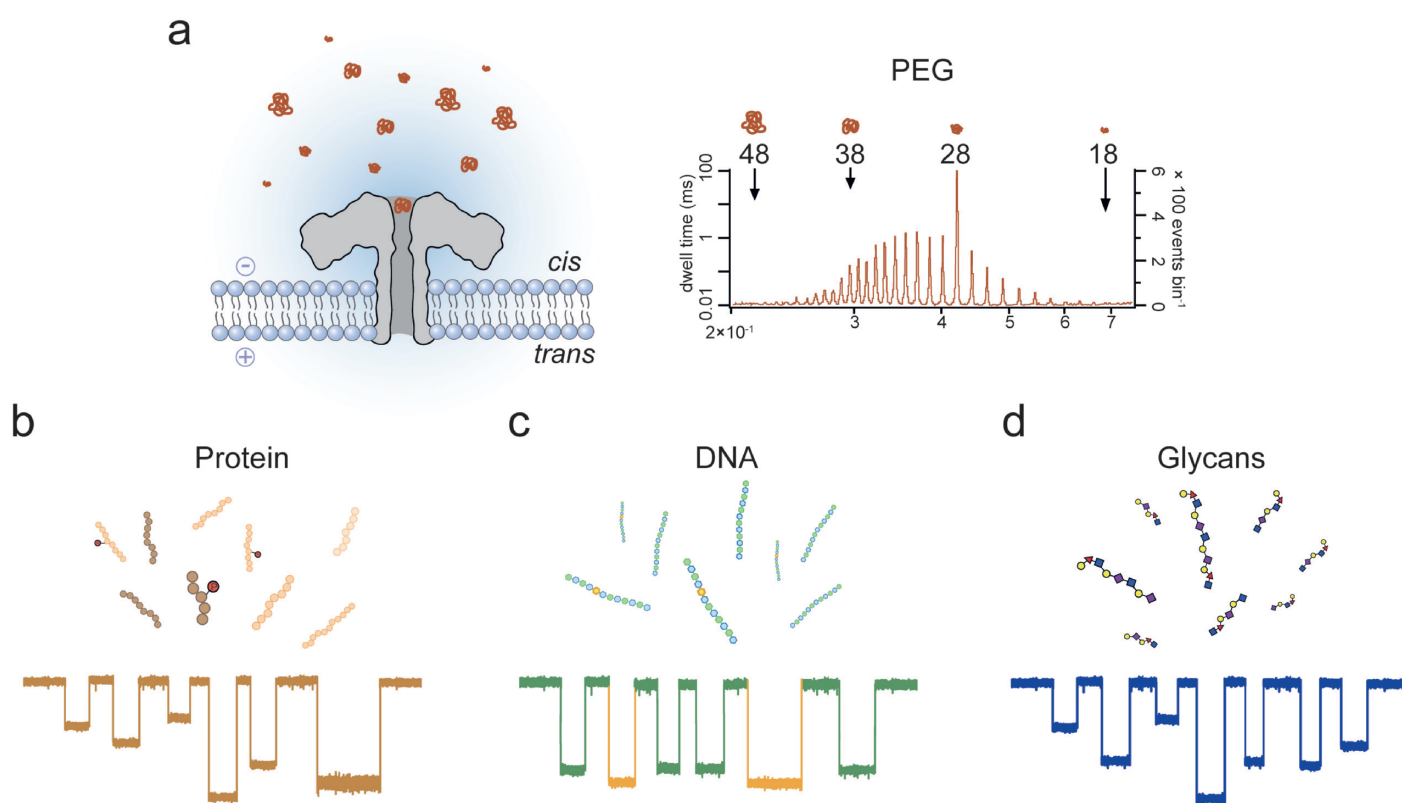 a
PEG
48 38 28 18
dwell time (ms)
100
1
0.01
× 100 events bin⁻¹
6
4
2
0
2×10⁻¹
3 4 5 6 7
−
cis
+
trans
b
Protein
c
DNA
d
Glycans